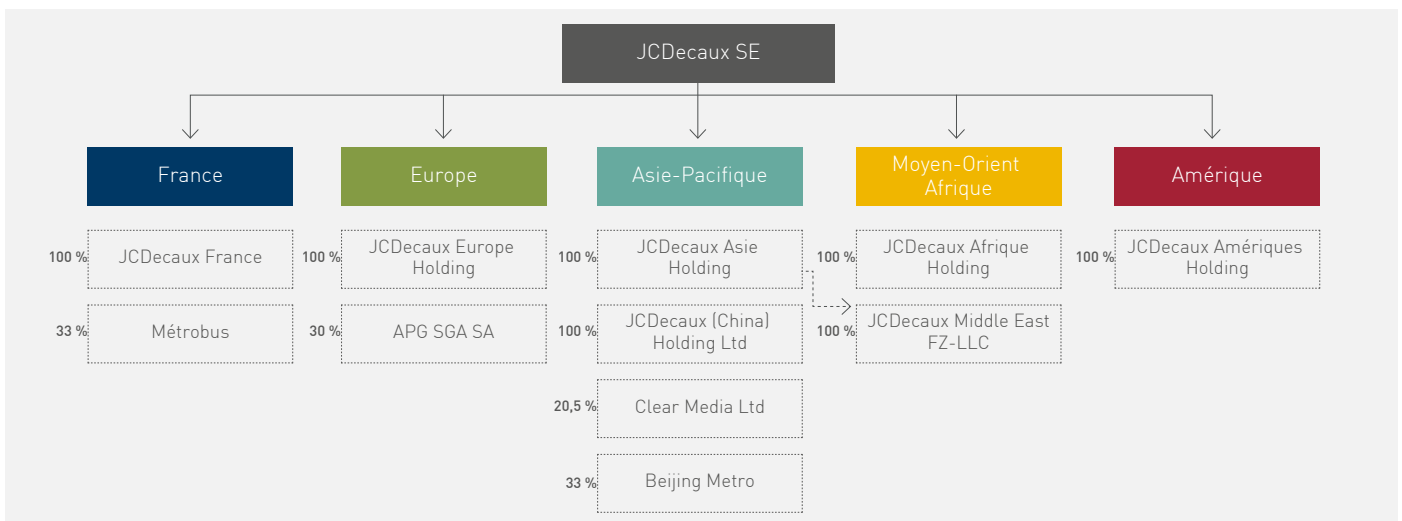 JCDecaux SE
France
Europe
Asie-Pacifique
Moyen-Orient
Afrique
Amérique
100 %
JCDecaux France
33 %
Métrobus
100 %
JCDecaux Europe
Holding
30 %
APG SGA SA
100 %
JCDecaux Asie
Holding
100 %
JCDecaux (China)
Holding Ltd
20,5 %
Clear Media Ltd
33 %
Beijing Metro
100 %
JCDecaux Afrique
Holding
100 %
JCDecaux Middle East
FZ-LLC
100 %
JCDecaux Amériques
Holding